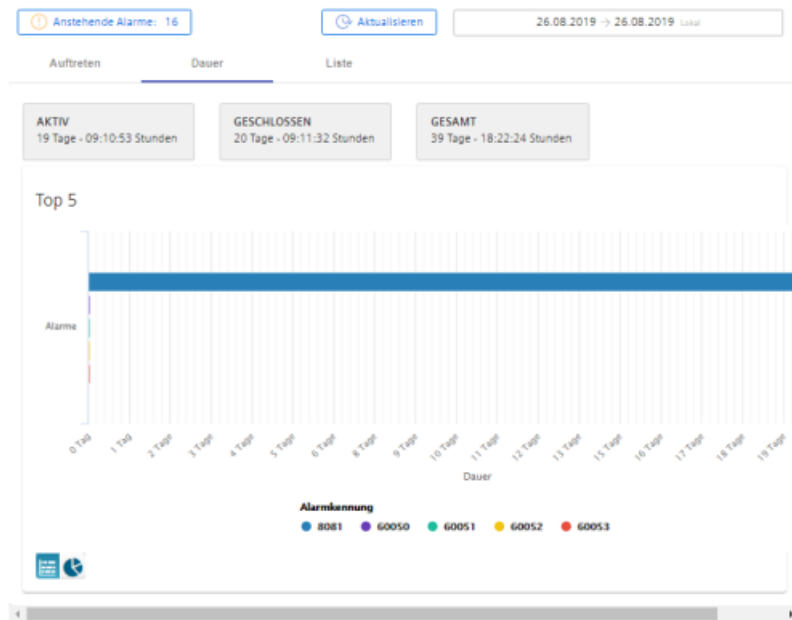 Anstehende Alarme: 16
Aktualisieren
26.08.2019 → 26.08.2019 Lokal
Auftreten Dauer Liste
AKTIV
19 Tage - 09:10:53 Stunden
GESCHLOSSEN
20 Tage - 09:11:32 Stunden
GESAMT
39 Tage - 18:22:24 Stunden
Top 5
Alarme
0 Tag 1 Tag 2 Tage 3 Tage 4 Tage 5 Tage 6 Tage 8 Tage 9 Tage 10 Tage 11 Tage 12 Tage 13 Tage 15 Tage 16 Tage 17 Tage 18 Tage 19 Tage
Dauer
Alarmkennung
8081 60050 60051 60052 60053